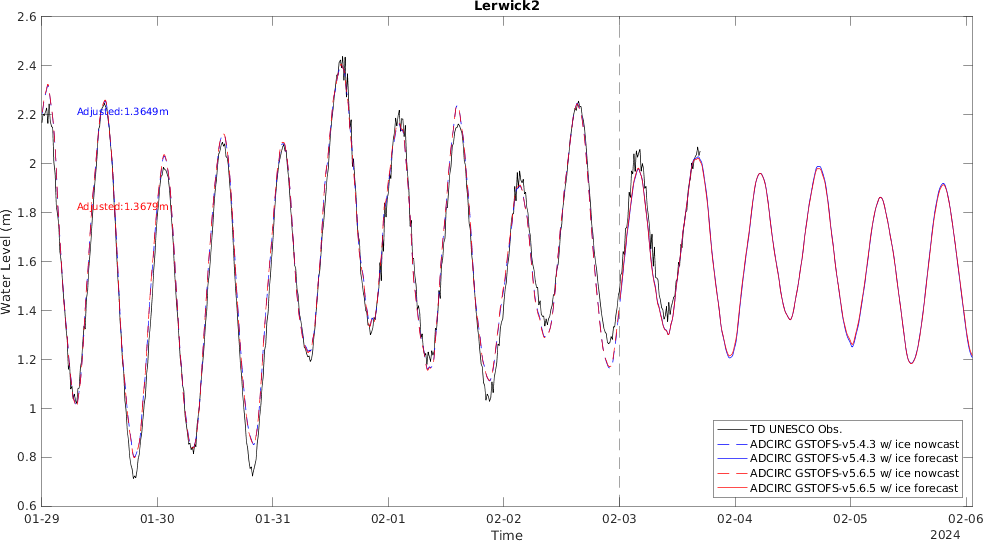 Lerwick2
2.6
2.4
2.2
2
1.8
1.6
1.4
1.2
1
0.8
0.6
Water Level (m)
Adjusted:1.3649m
Adjusted:1.3679m
TD UNESCO Obs.
ADCIRC GSTOFS-v5.4.3 w/ ice nowcast
ADCIRC GSTOFS-v5.4.3 w/ ice forecast
ADCIRC GSTOFS-v5.6.5 w/ ice nowcast
ADCIRC GSTOFS-v5.6.5 w/ ice forecast
01-29 01-30 01-31 02-01 02-02 02-03 02-04 02-05 02-06
Time
2024